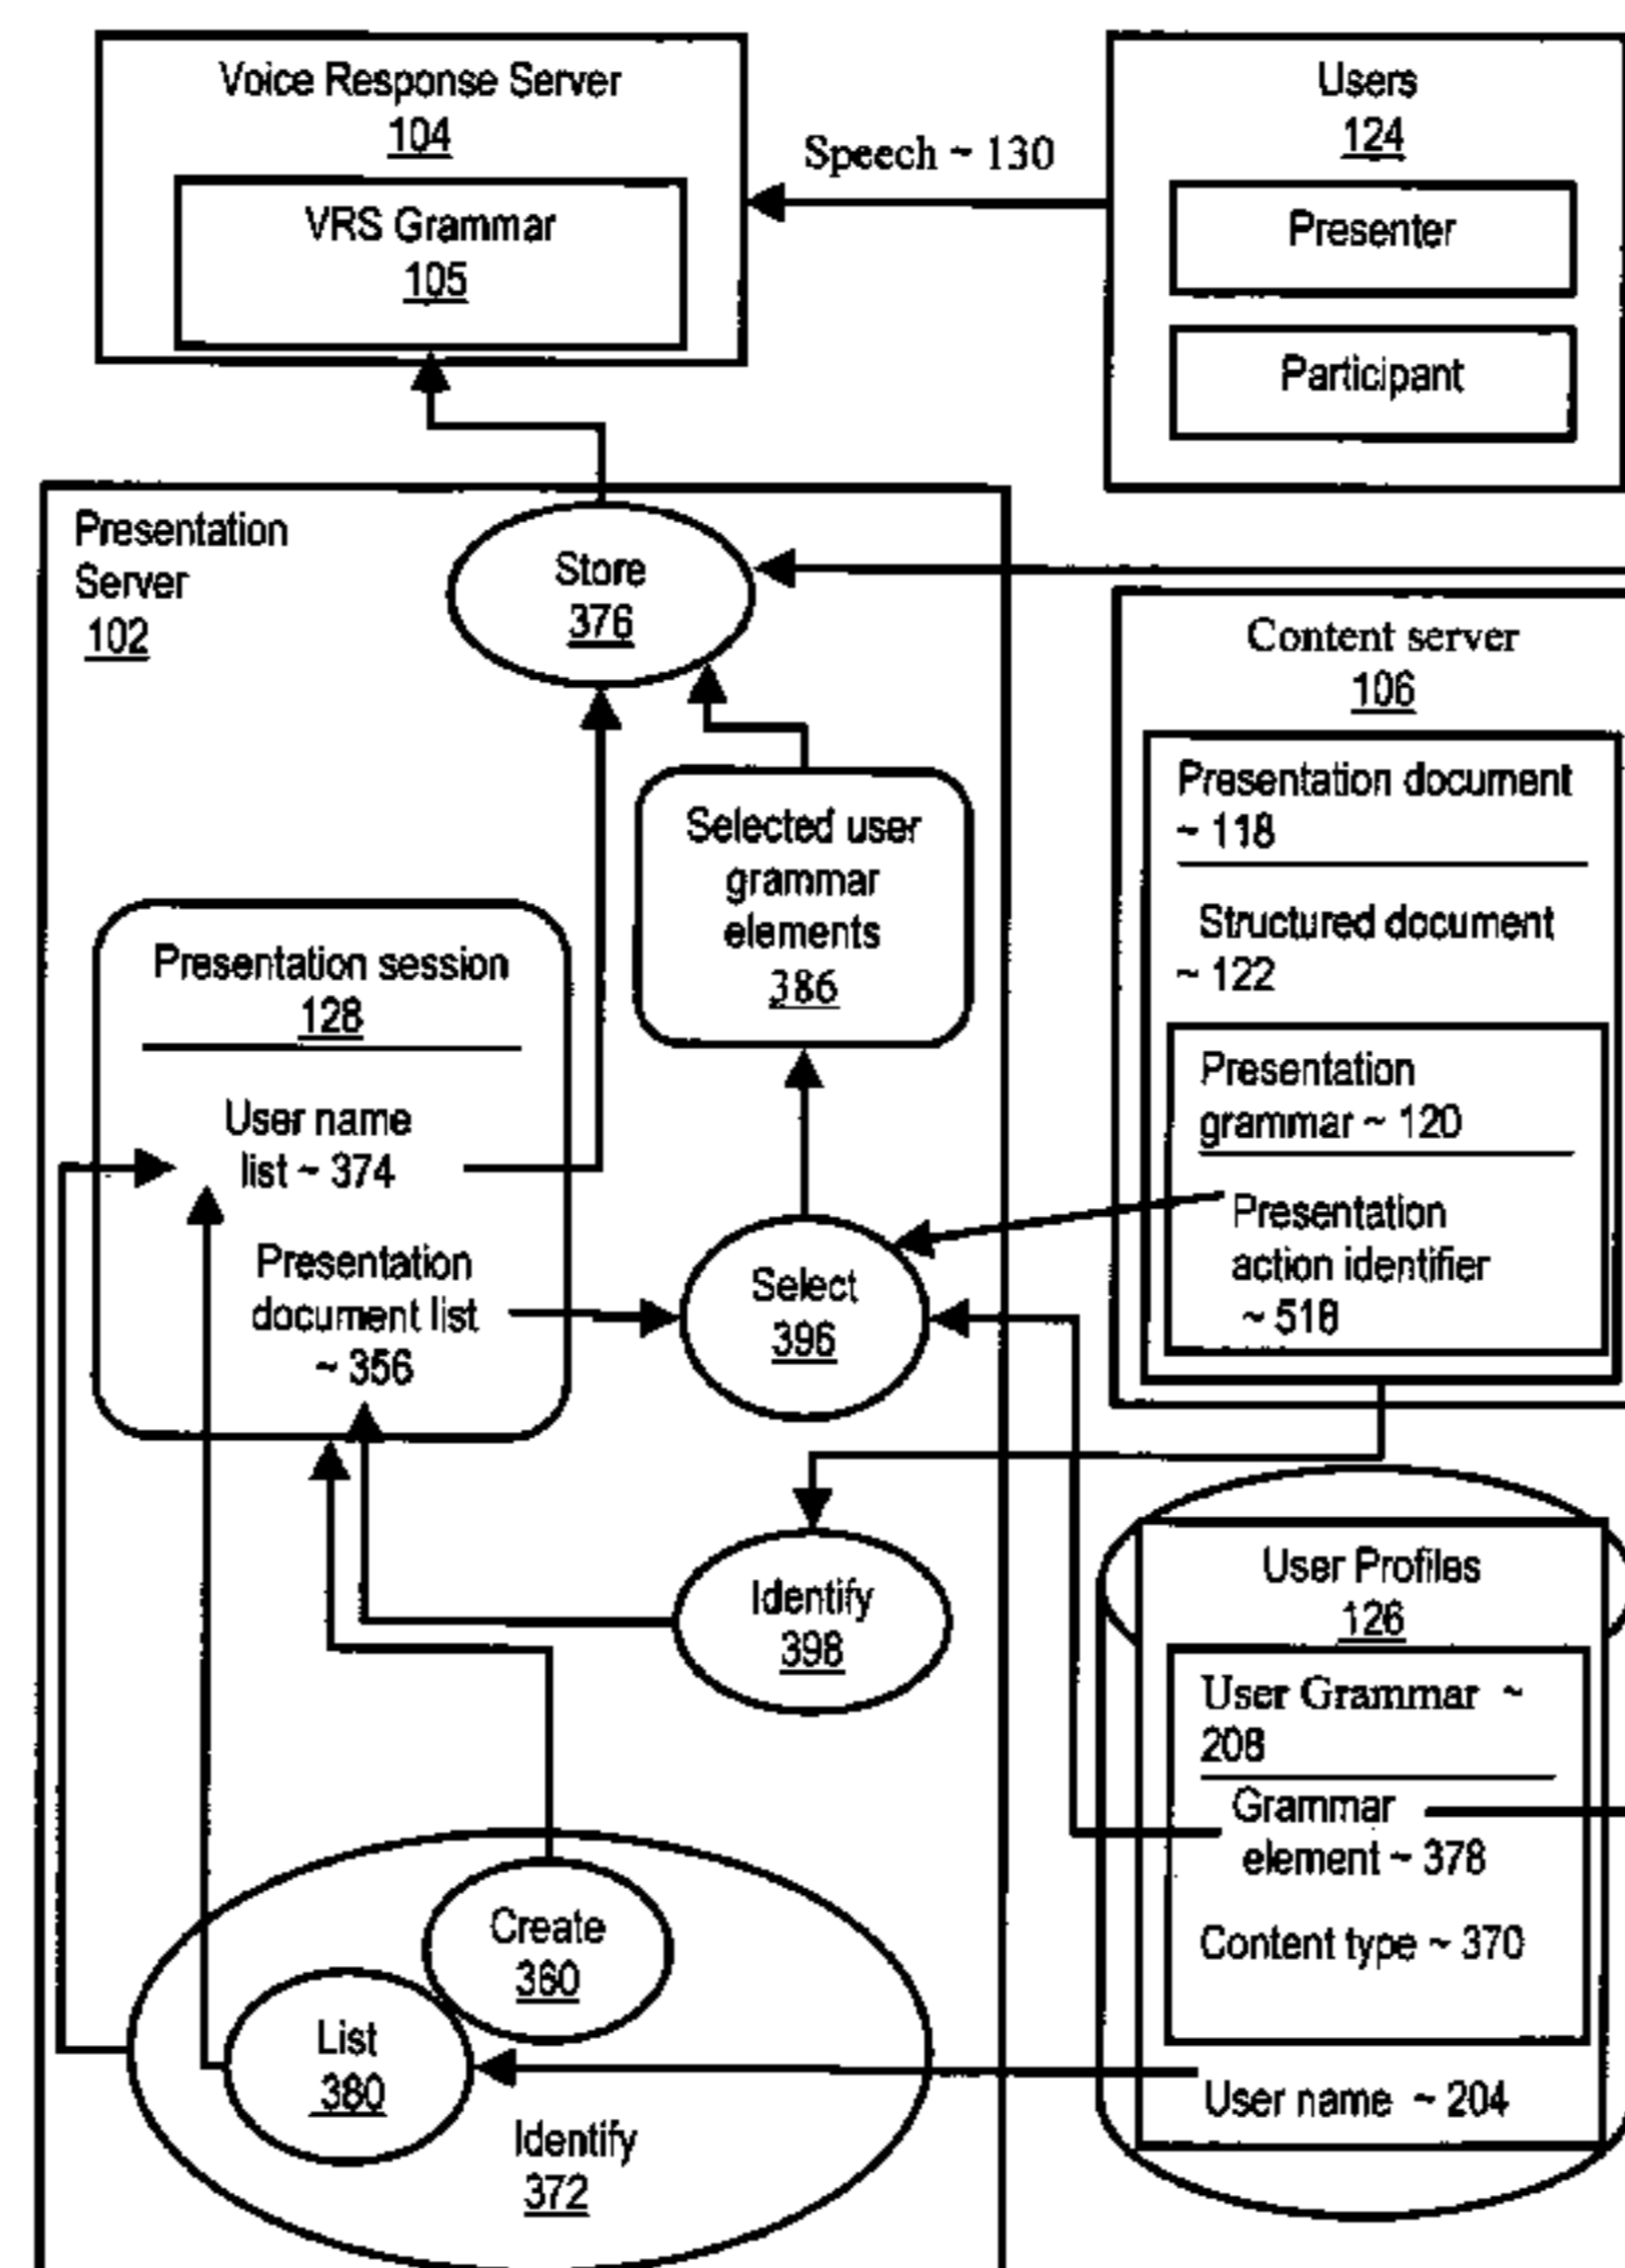 Voice Response Server
104
VRS Grammar
105
Speech ~ 130
Users
124
Presenter
Participant
Presentation
Server
102
Store
376
Selected user
grammar
elements
386
Presentation session
128
User name
list ~ 374
Presentation
document list
~ 356
Select
396
Identify
398
Create
360
List
380
Identify
372
Content server
106
Presentation document
~ 118
Structured document
~ 122
Presentation
grammar ~ 120
Presentation
action identifier
~ 518
User Profiles
126
User Grammar ~
208
Grammar
element ~ 378
Content type ~ 370
User name ~ 204